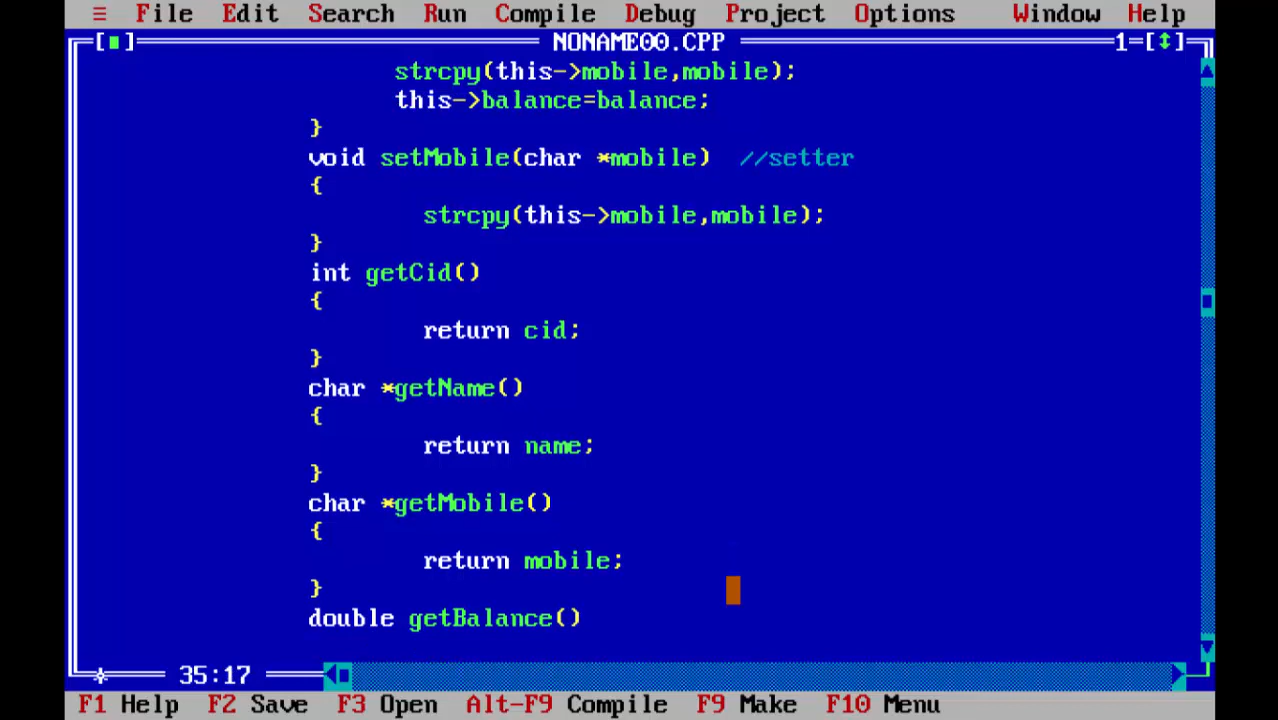 ≡ File Edit Search Run Compile Debug Project Options Window Help
[■] NONAME00.CPP 1=[↕]
strcpy(this->mobile,mobile);
this->balance=balance;
}
void setMobile(char *mobile) //setter
{
strcpy(this->mobile,mobile);
}
int getCid()
{
return cid;
}
char *getName()
{
return name;
}
char *getMobile()
{
return mobile;
}
double getBalance()
35:17
F1 Help F2 Save F3 Open Alt-F9 Compile F9 Make F10 Menu